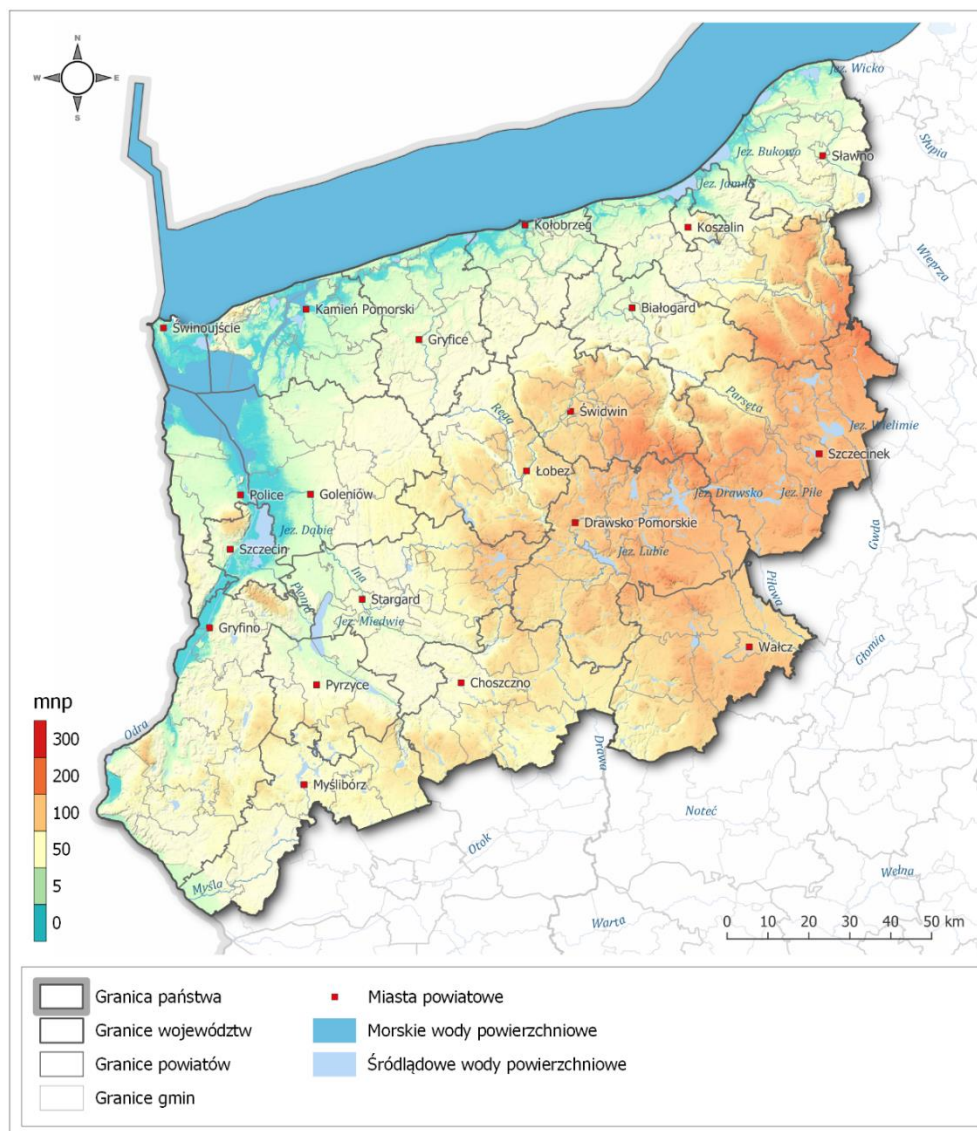 N
W E
S
Jez. Wicko
Słupia
Jez. Bukowo
Sławno
Jez. Jamno
Kołobrzeg
Koszalin
Wieprza
Kamień Pomorski
Białogard
Świnoujście
Gryfice
Parsęta
Rega
Świdwin
Jez. Wielimie
Szczecinek
Łobez
Police
Goleniów
Jez. Drawsko
Jez. Piłe
Drawsko Pomorskie
Jez. Dąbie
Gwda
Szczecin
Jez. Lubie
Ina
Płonia
Piława
Stargard
Jez. Miedwie
Gryfino
Wałcz
Głomia
Pyrzyce
Choszczno
mnp
300
200
100
50
5
0
Odra
Drawa
Myślibórz
Noteć
Otok
Myśla
Wełna
Warta
0 5 10 20 30 40 50 km
Granica państwa
Granice województw
Granice powiatów
Granice gmin
Miasta powiatowe
Morskie wody powierzchniowe
Śródlądowe wody powierzchniowe